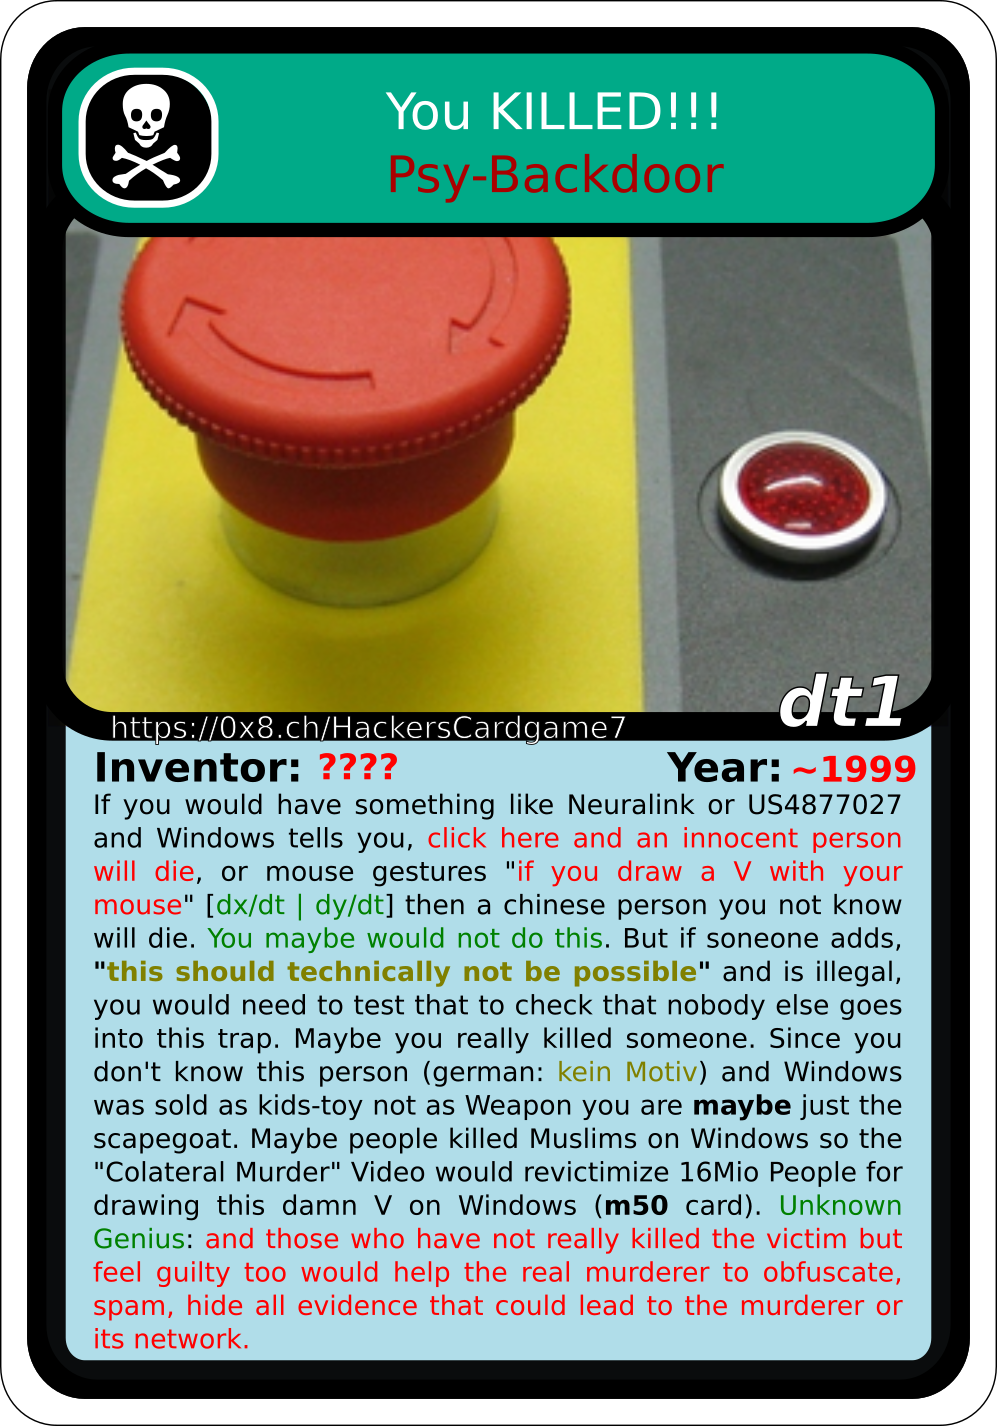 You KILLED!!!
Psy-Backdoor
dt1
https://0x8.ch/HackersCardgame7
Inventor: ???? Year: ~1999
If you would have something like Neuralink or US4877027
and Windows tells you, click here and an innocent person
will die, or mouse gestures "if you draw a V with your
mouse" [dx/dt | dy/dt] then a chinese person you not know
will die. You maybe would not do this. But if soneone adds,
"this should technically not be possible" and is illegal,
you would need to test that to check that nobody else goes
into this trap. Maybe you really killed someone. Since you
don't know this person (german: kein Motiv) and Windows
was sold as kids-toy not as Weapon you are maybe just the
scapegoat. Maybe people killed Muslims on Windows so the
"Colateral Murder" Video would revictimize 16Mio People for
drawing this damn V on Windows (m50 card). Unknown
Genius: and those who have not really killed the victim but
feel guilty too would help the real murderer to obfuscate,
spam, hide all evidence that could lead to the murderer or
its network.